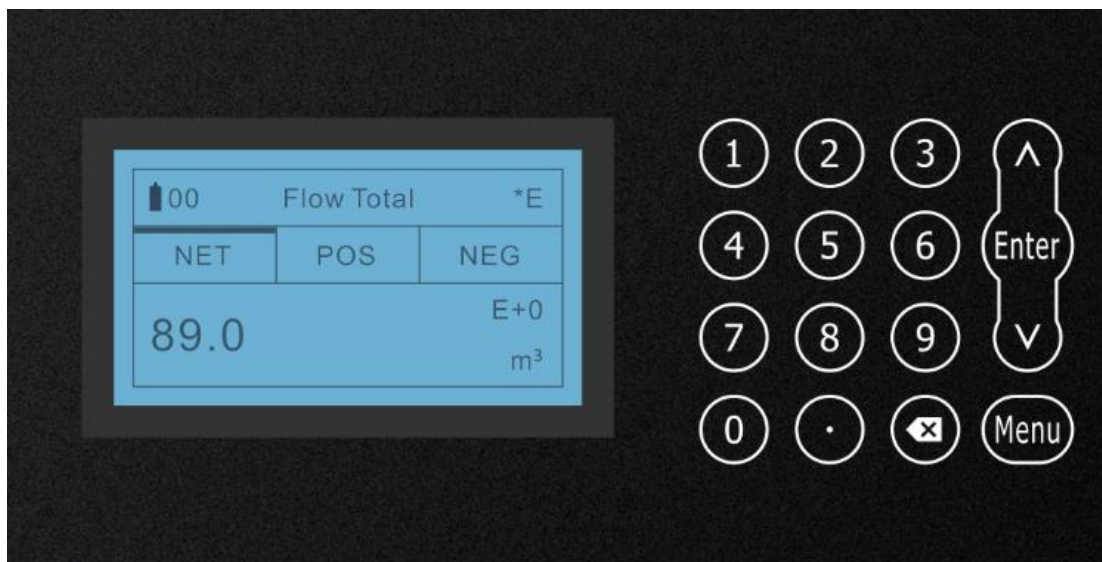 00 Flow Total *E
NET POS NEG
89.0 E+0
m³
1 2 3
4 5 6 Enter
7 8 9
0 . Menu